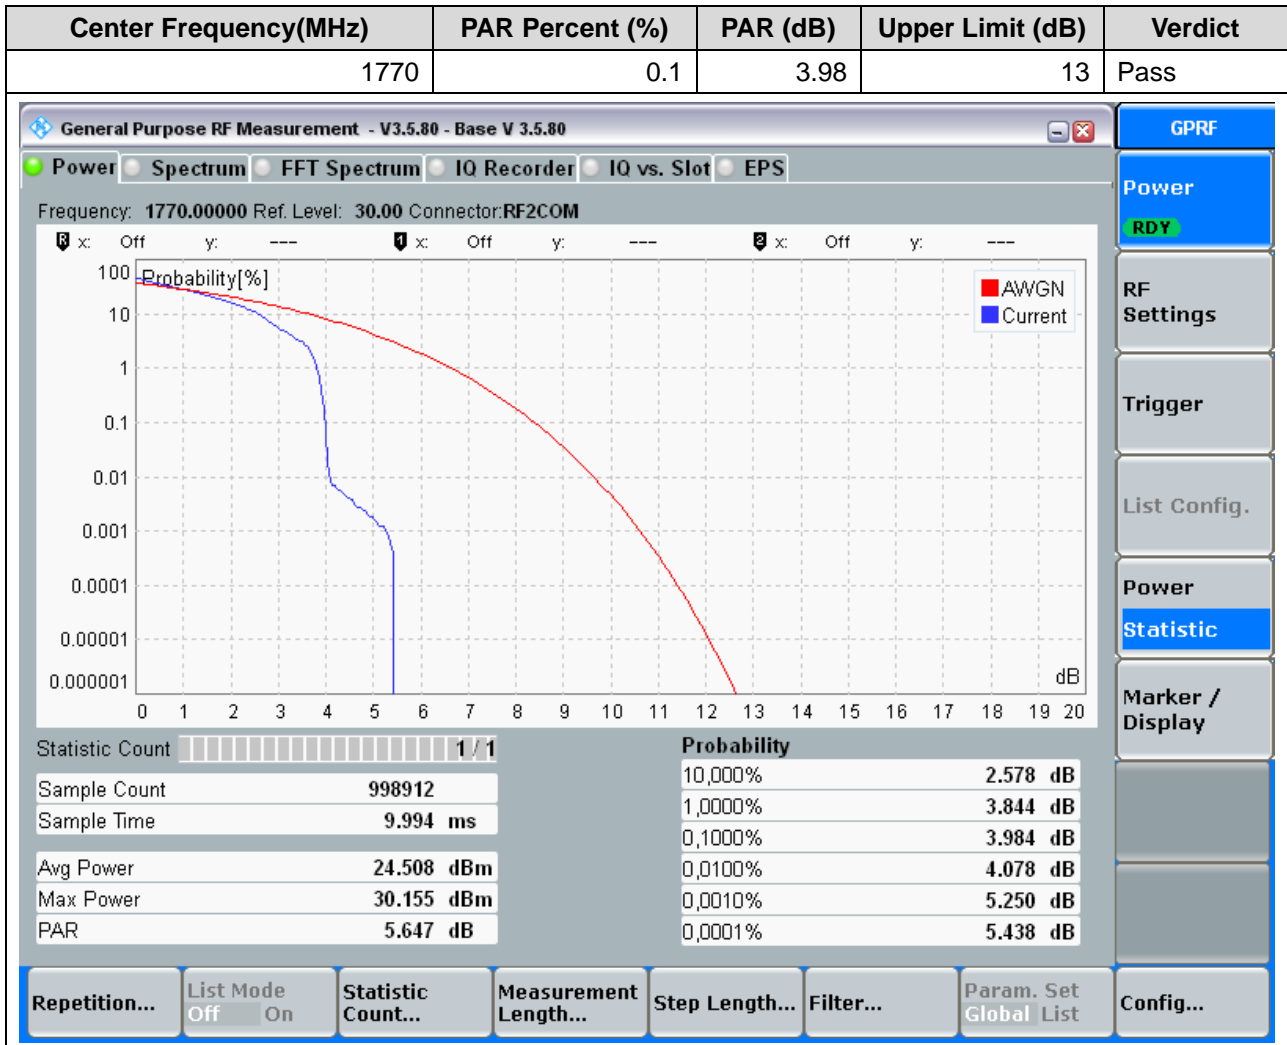 Center Frequency(MHz) PAR Percent (%) PAR (dB) Upper Limit (dB) Verdict
1770 0.1 3.98 13 Pass
General Purpose RF Measurement - V3.5.80 - Base V 3.5.80
GPRF
Power Spectrum FFT Spectrum IQ Recorder IQ vs. Slot EPS
Frequency: 1770.00000 Ref. Level: 30.00 Connector:RF2COM
R x: Off y: --- 1 x: Off y: --- 2 x: Off y: ---
Probability[%]
AWGN
Current
100
10
1
0.1
0.01
0.001
0.0001
0.00001
0.000001
dB
0 1 2 3 4 5 6 7 8 9 10 11 12 13 14 15 16 17 18 19 20
Statistic Count 1 / 1
Sample Count 998912
Sample Time 9.994 ms
Avg Power 24.508 dBm
Max Power 30.155 dBm
PAR 5.647 dB
Probability
10,000% 2.578 dB
1,0000% 3.844 dB
0,1000% 3.984 dB
0,0100% 4.078 dB
0,0010% 5.250 dB
0,0001% 5.438 dB
Power
RDY
RF
Settings
Trigger
List Config.
Power
Statistic
Marker /
Display
Repetition...
List Mode
Off On
Statistic
Count...
Measurement
Length...
Step Length...
Filter...
Param. Set
Global List
Config...